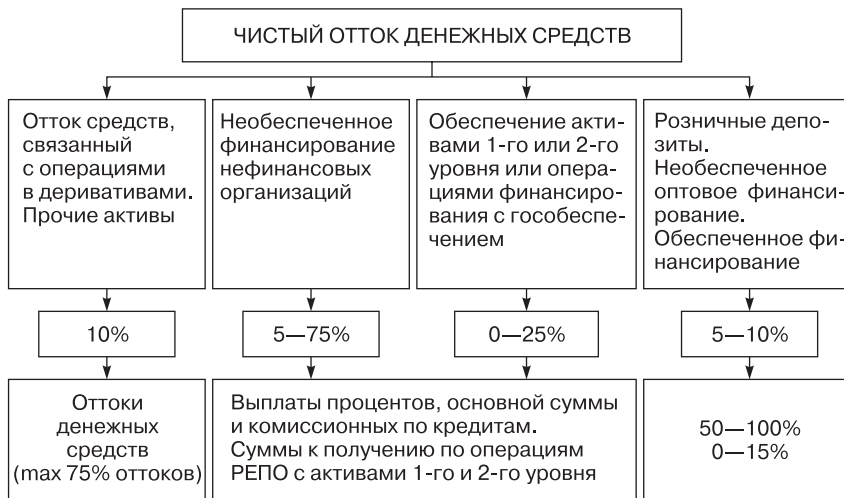 ЧИСТЫЙ ОТТОК ДЕНЕЖНЫХ СРЕДСТВ
Отток средств,
связанный
с операциями
в деривативами.
Прочие активы
Необеспеченное
финансирование
нефинансовых
организаций
Обеспечение акти-
вами 1-го или 2-го
уровня или опера-
циями финансиро-
вания с гособеспе-
чением
Розничные депо-
зиты.
Необеспеченное
оптовое финанси-
рование.
Обеспеченное фи-
нансирование
10%
5—75%
0—25%
5—10%
Оттоки
денежных
средств
(max 75% оттоков)
Выплаты процентов, основной суммы
и комиссионных по кредитам.
Суммы к получению по операциям
РЕПО с активами 1-го и 2-го уровня
50—100%
0—15%